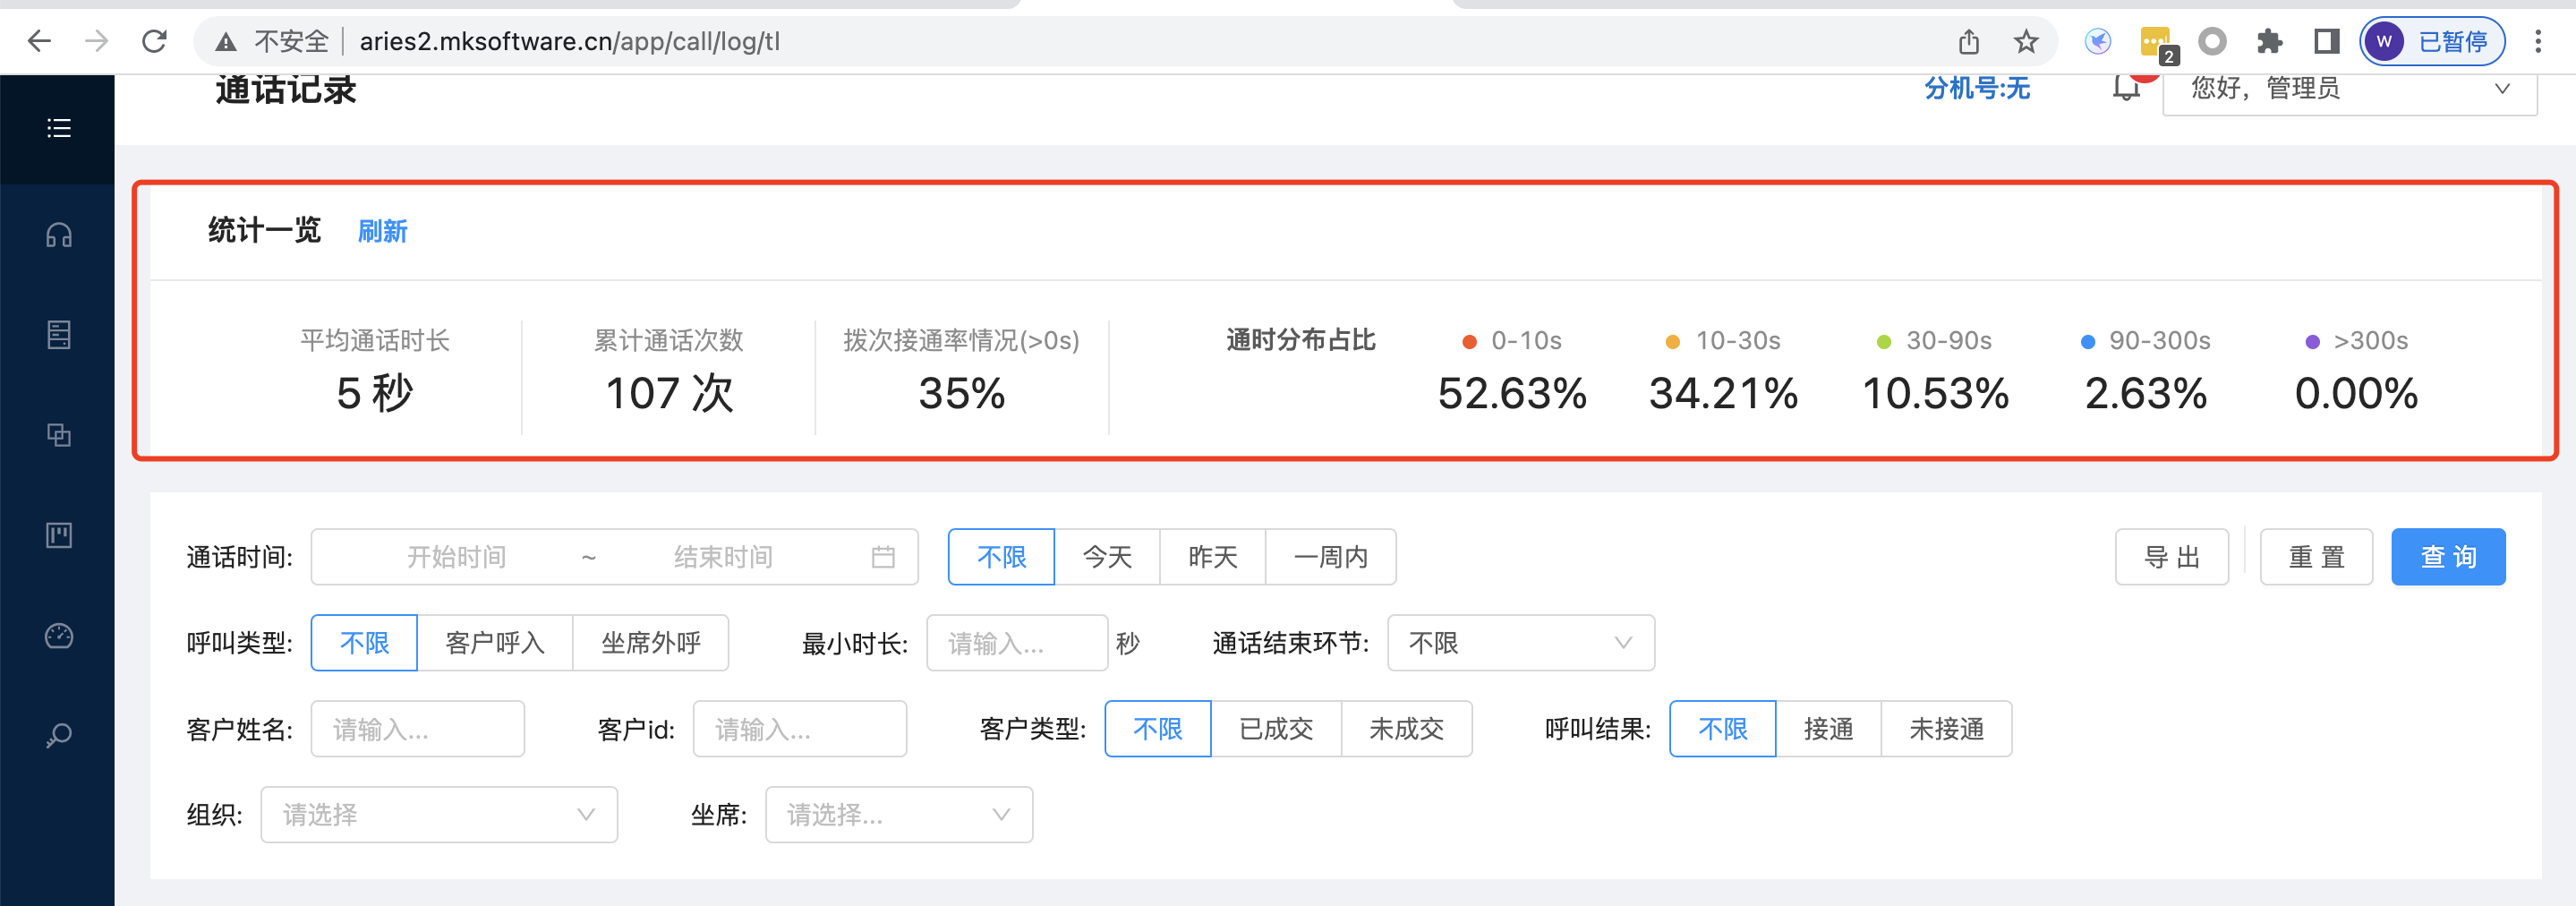 不安全 aries2.mksoftware.cn/app/call/log/tl 2 W 已暂停
通话记录 分机号:无 您好，管理员
统计一览 刷新
平均通话时长 累计通话次数 拨次接通率情况(>0s) 通时分布占比 0-10s 10-30s 30-90s 90-300s >300s
5 秒 107 次 35% 52.63% 34.21% 10.53% 2.63% 0.00%
通话时间: 开始时间 ~ 结束时间 不限 今天 昨天 一周内 导 出 重 置 查 询
呼叫类型: 不限 客户呼入 坐席外呼 最小时长: 请输入... 秒 通话结束环节: 不限
客户姓名: 请输入... 客户id: 请输入... 客户类型: 不限 已成交 未成交 呼叫结果: 不限 接通 未接通
组织: 请选择 坐席: 请选择...